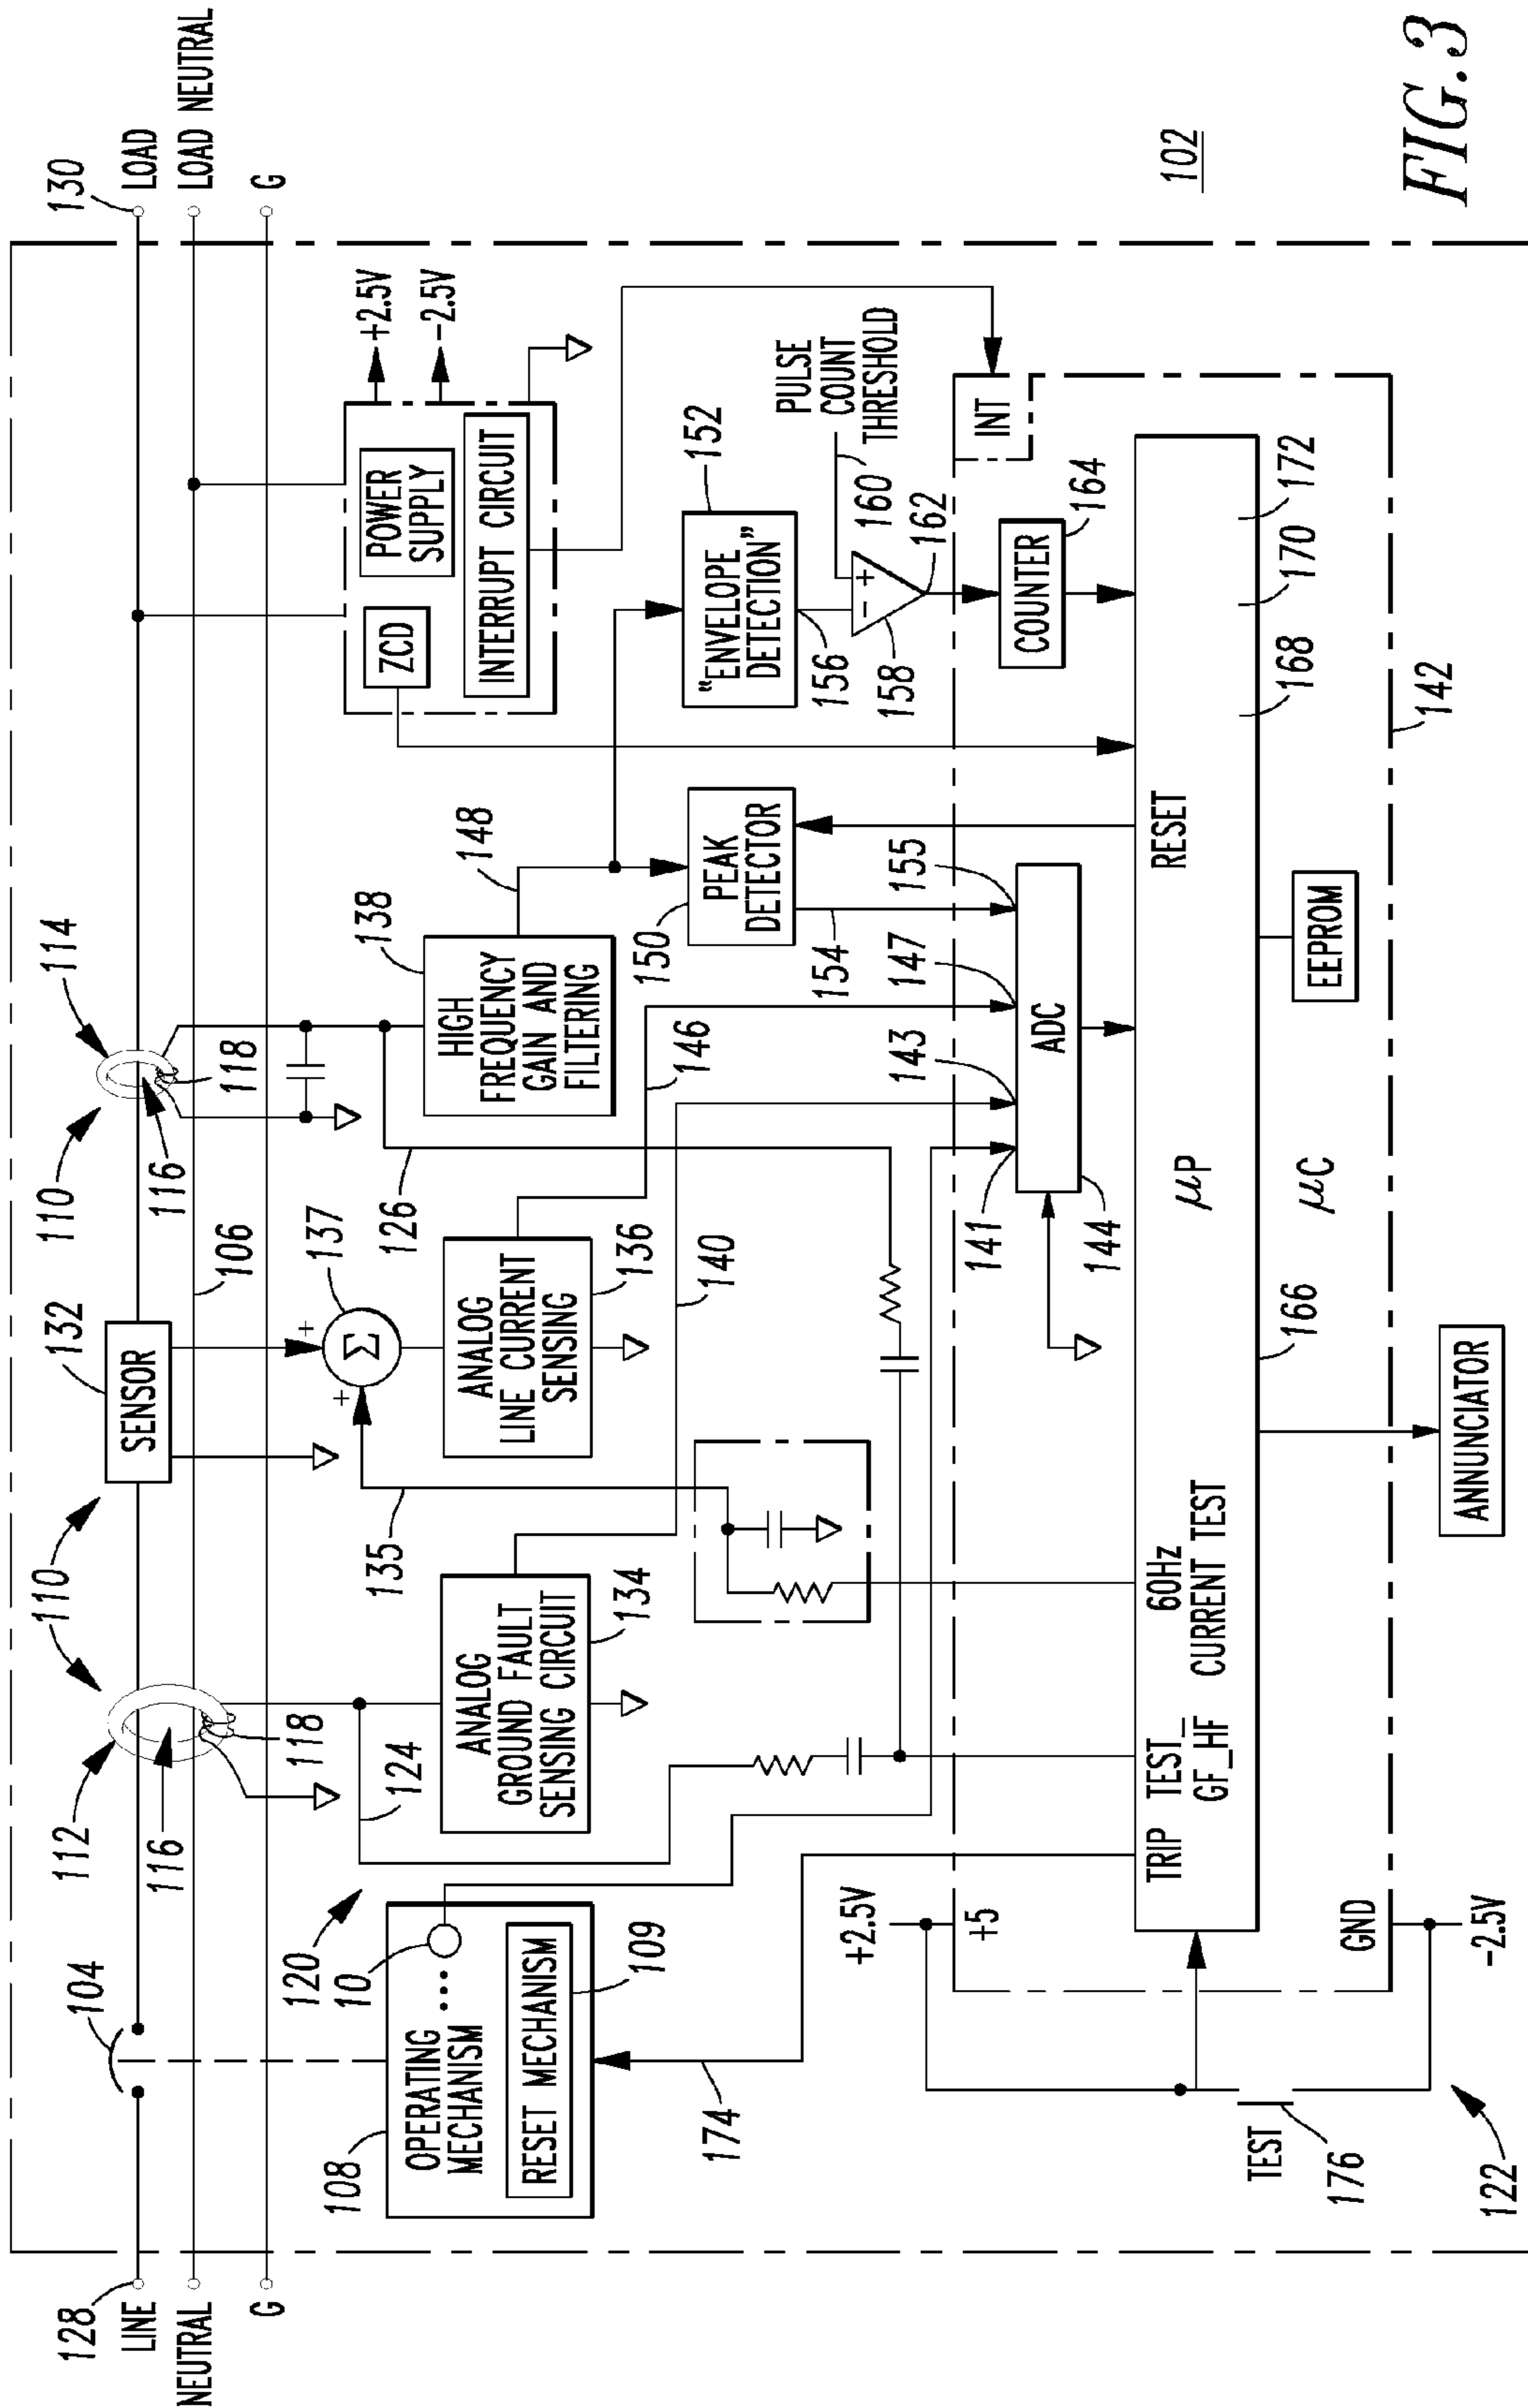 128
LINE
NEUTRAL
G
104
112
116
118
110
132
SENSOR
106
110
116
118
114
130
LOAD
LOAD NEUTRAL
G
108
OPERATING
MECHANISM
...
10
RESET MECHANISM
109
120
124
ANALOG
GROUND FAULT
SENSING CIRCUIT
134
135
+
+
Σ
137
ANALOG
LINE CURRENT
SENSING
136
140
126
HIGH
FREQUENCY
GAIN AND
FILTERING
138
146
148
ZCD
POWER
SUPPLY
INTERRUPT CIRCUIT
+2.5V
-2.5V
150
PEAK
DETECTOR
154
"ENVELOPE
DETECTION"
152
156
PULSE
COUNT
THRESHOLD
160
- +
158
162
174
+2.5V
+5
141
143
147
155
ADC
144
COUNTER
164
INT
TRIP
TEST_
GF_HF
60Hz
CURRENT TEST
μP
RESET
166
168
170
172
μC
GND
-2.5V
TEST
176
122
ANNUNCIATOR
EEPROM
142
102
FIG.3